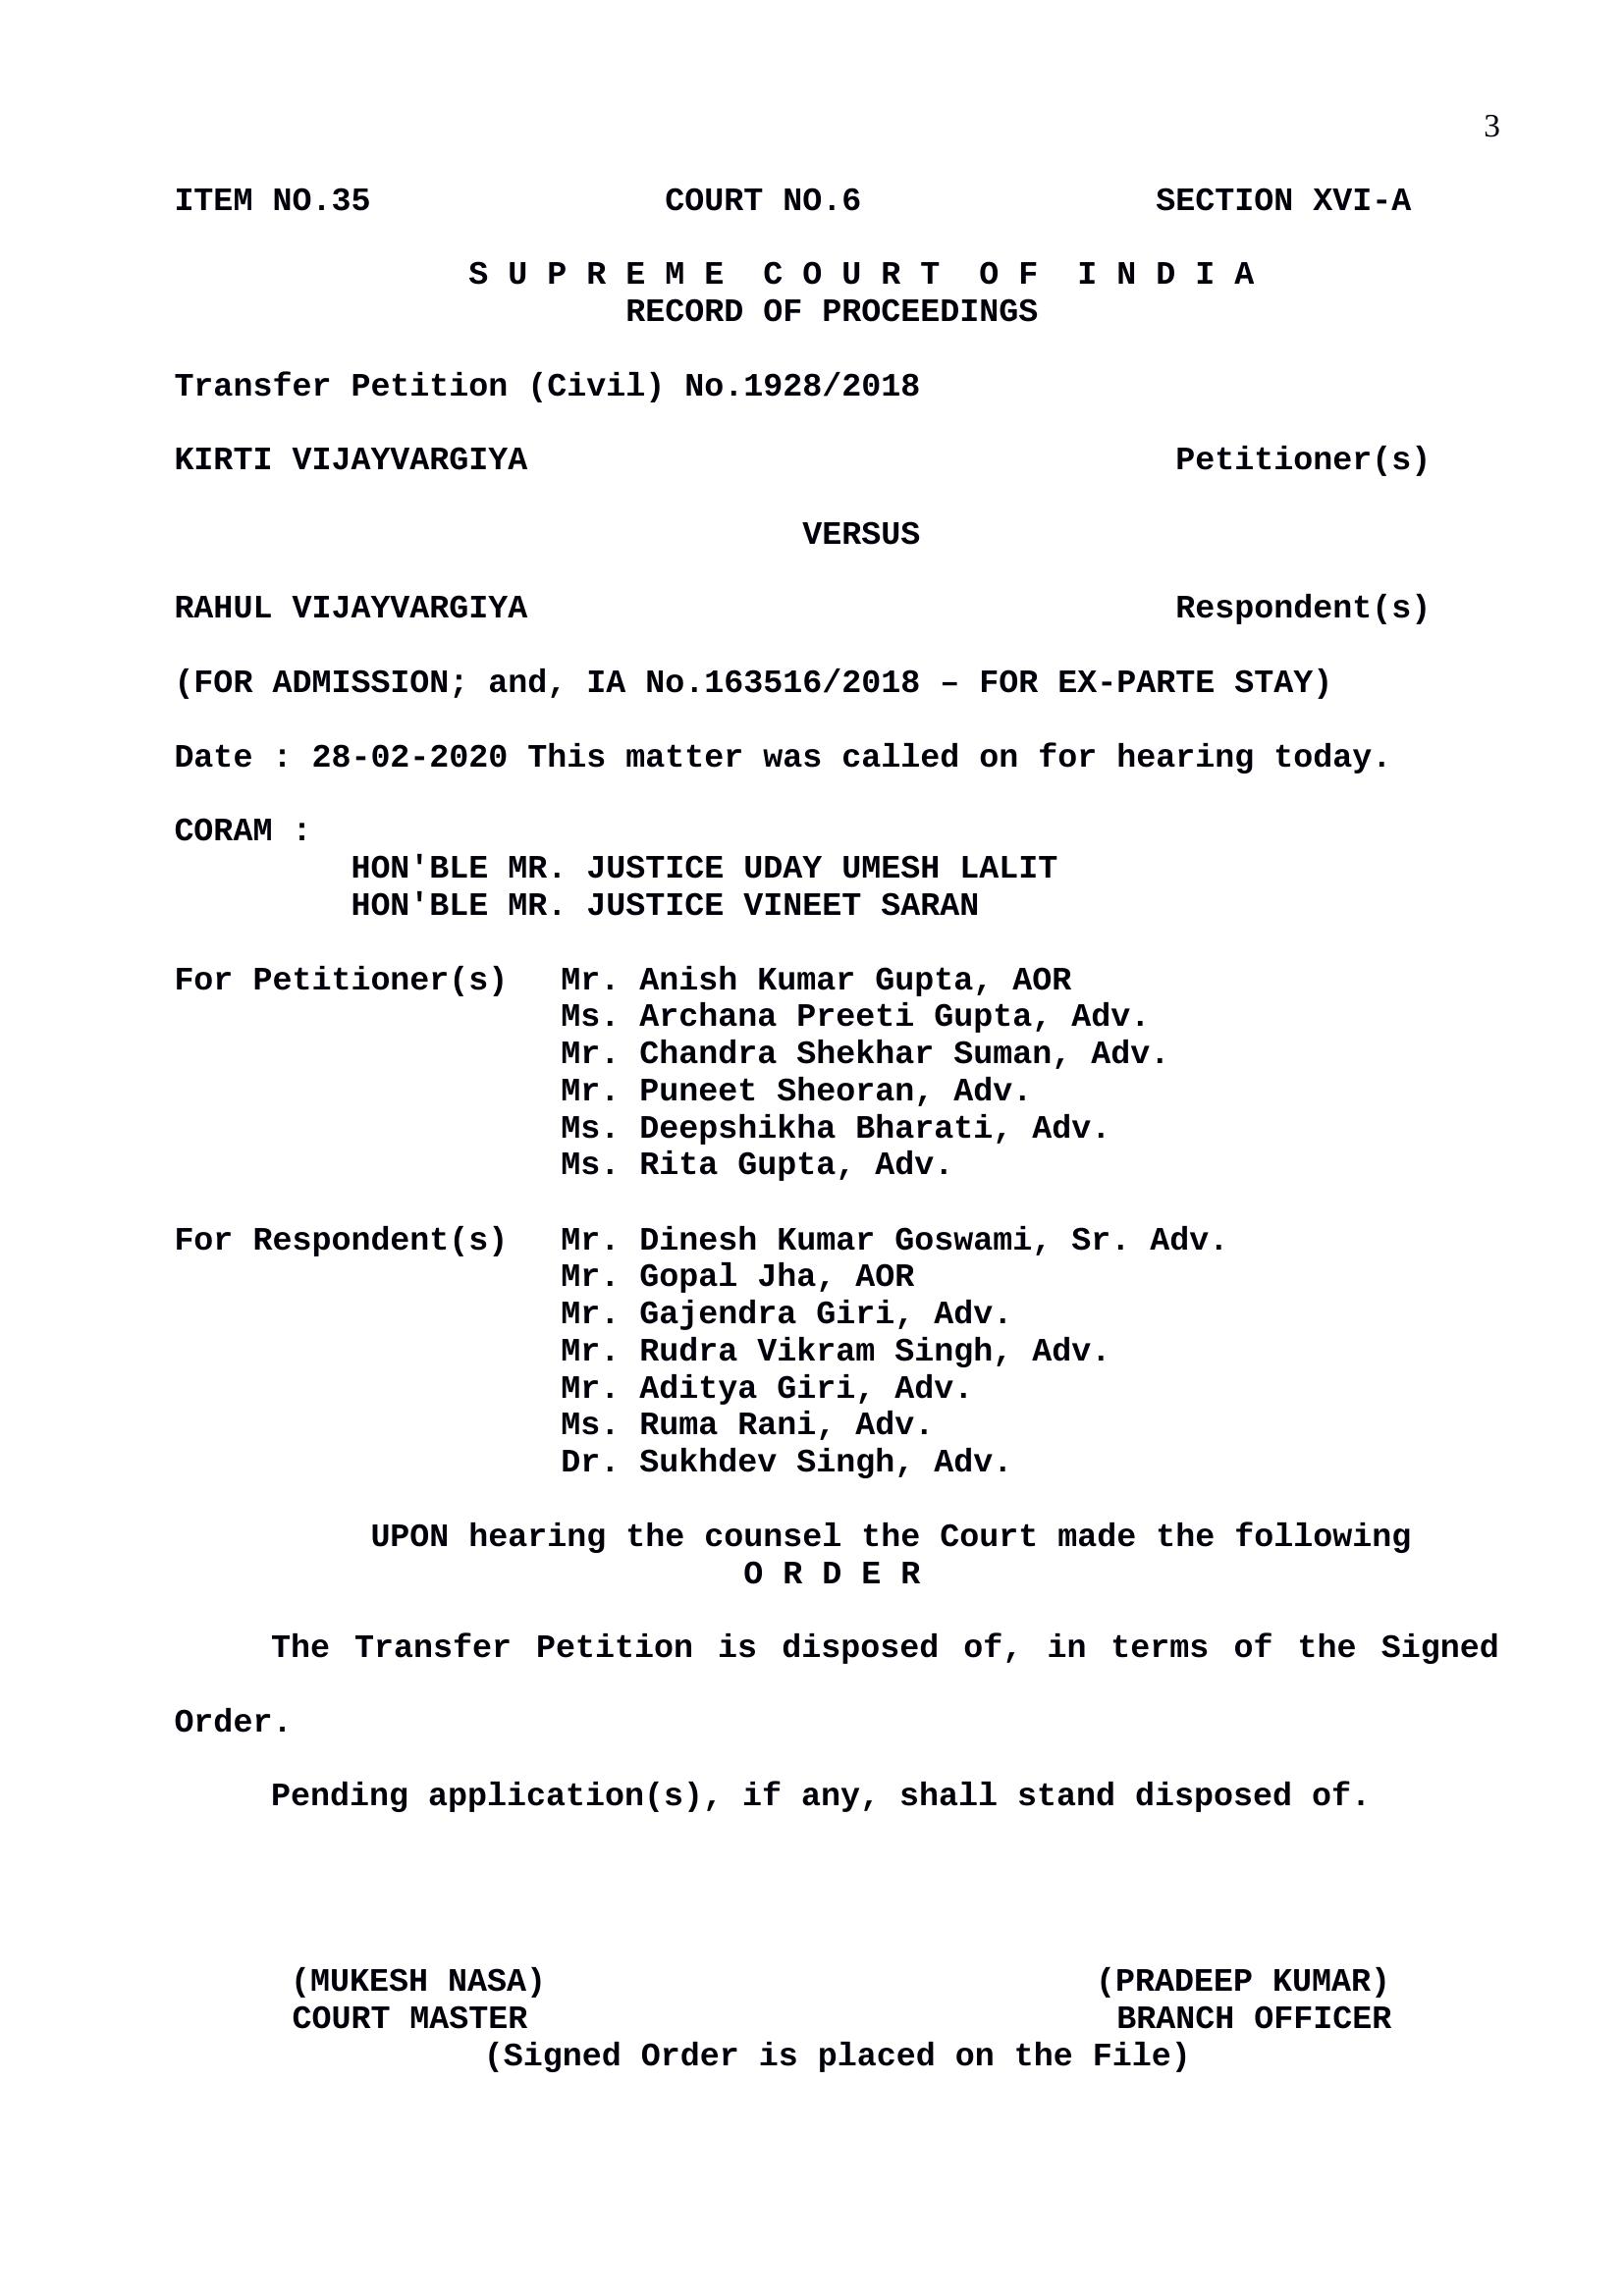 3
ITEM NO.35 COURT NO.6 SECTION XVI-A
S U P R E M E C O U R T O F I N D I A
RECORD OF PROCEEDINGS
Transfer Petition (Civil) No.1928/2018
KIRTI VIJAYVARGIYA Petitioner(s)
VERSUS
RAHUL VIJAYVARGIYA Respondent(s)
(FOR ADMISSION; and, IA No.163516/2018 – FOR EX-PARTE STAY)
Date : 28-02-2020 This matter was called on for hearing today.
CORAM :
HON'BLE MR. JUSTICE UDAY UMESH LALIT
HON'BLE MR. JUSTICE VINEET SARAN
For Petitioner(s) Mr. Anish Kumar Gupta, AOR
Ms. Archana Preeti Gupta, Adv.
Mr. Chandra Shekhar Suman, Adv.
Mr. Puneet Sheoran, Adv.
Ms. Deepshikha Bharati, Adv.
Ms. Rita Gupta, Adv.
For Respondent(s) Mr. Dinesh Kumar Goswami, Sr. Adv.
Mr. Gopal Jha, AOR
Mr. Gajendra Giri, Adv.
Mr. Rudra Vikram Singh, Adv.
Mr. Aditya Giri, Adv.
Ms. Ruma Rani, Adv.
Dr. Sukhdev Singh, Adv.
UPON hearing the counsel the Court made the following
O R D E R
The Transfer Petition is disposed of, in terms of the Signed
Order.
Pending application(s), if any, shall stand disposed of.
(MUKESH NASA) (PRADEEP KUMAR)
COURT MASTER BRANCH OFFICER
(Signed Order is placed on the File)